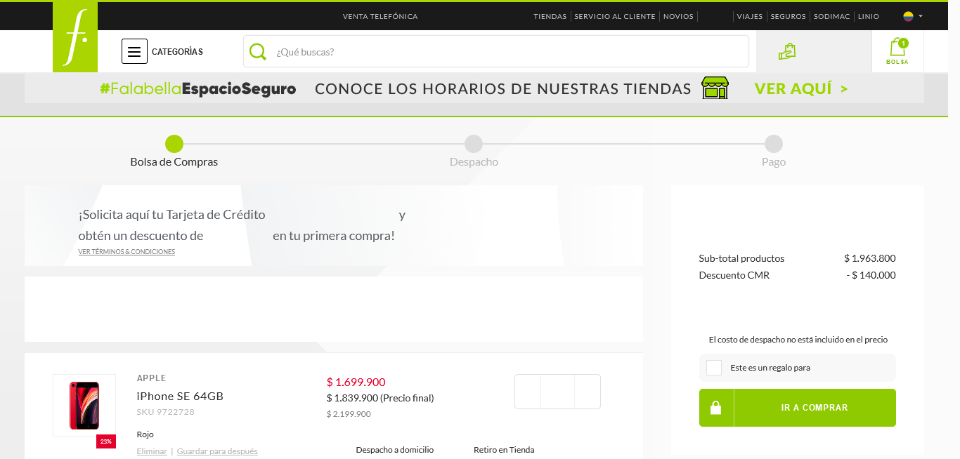 VENTA TELEFÓNICA
TIENDAS SERVICIO AL CLIENTE NOVIOS VIAJES SEGUROS SODIMAC LINIO
f.
CATEGORÍAS
¿Qué buscas?
1
BOLSA
#FalabellaEspacioSeguro CONOCE LOS HORARIOS DE NUESTRAS TIENDAS VER AQUÍ >
Bolsa de Compras
Despacho
Pago
¡Solicita aquí tu Tarjeta de Crédito y
obtén un descuento de en tu primera compra!
VER TÉRMINOS & CONDICIONES
Sub-total productos $ 1.963.800
Descuento CMR - $ 140.000
El costo de despacho no está incluido en el precio
Este es un regalo para
IR A COMPRAR
APPLE
iPhone SE 64GB
SKU 9722728
Rojo
Eliminar | Guardar para después
23%
$ 1.699.900
$ 1.839.900 (Precio final)
$ 2.199.900
Despacho a domicilio
Retiro en Tienda